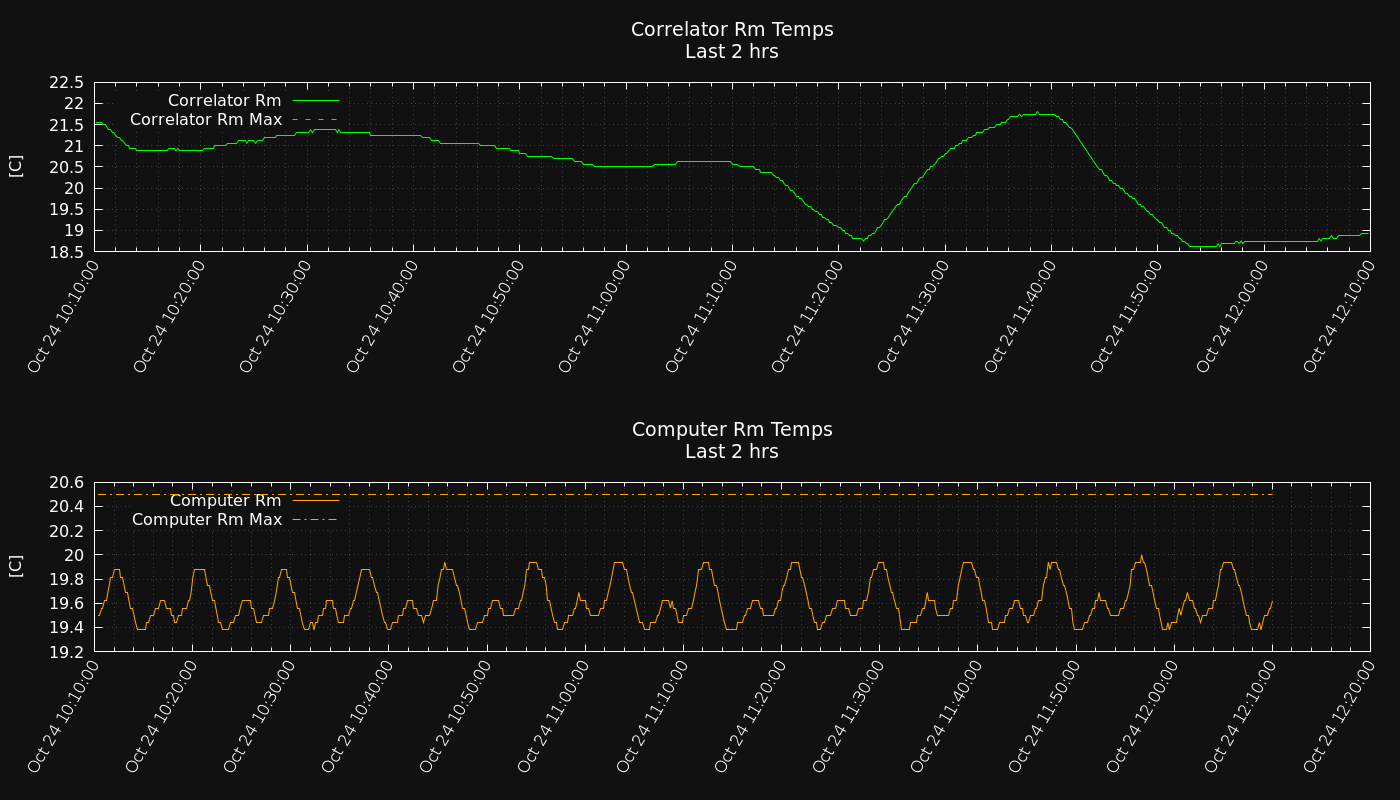 Correlator Rm Temps
Last 2 hrs
Correlator Rm
Correlator Rm Max
[C]
22.5
22
21.5
21
20.5
20
19.5
19
18.5
Oct 24 10:10:00
Oct 24 10:20:00
Oct 24 10:30:00
Oct 24 10:40:00
Oct 24 10:50:00
Oct 24 11:00:00
Oct 24 11:10:00
Oct 24 11:20:00
Oct 24 11:30:00
Oct 24 11:40:00
Oct 24 11:50:00
Oct 24 12:00:00
Oct 24 12:10:00
Computer Rm Temps
Last 2 hrs
Computer Rm
Computer Rm Max
[C]
20.6
20.4
20.2
20
19.8
19.6
19.4
19.2
Oct 24 10:10:00
Oct 24 10:20:00
Oct 24 10:30:00
Oct 24 10:40:00
Oct 24 10:50:00
Oct 24 11:00:00
Oct 24 11:10:00
Oct 24 11:20:00
Oct 24 11:30:00
Oct 24 11:40:00
Oct 24 11:50:00
Oct 24 12:00:00
Oct 24 12:10:00
Oct 24 12:20:00